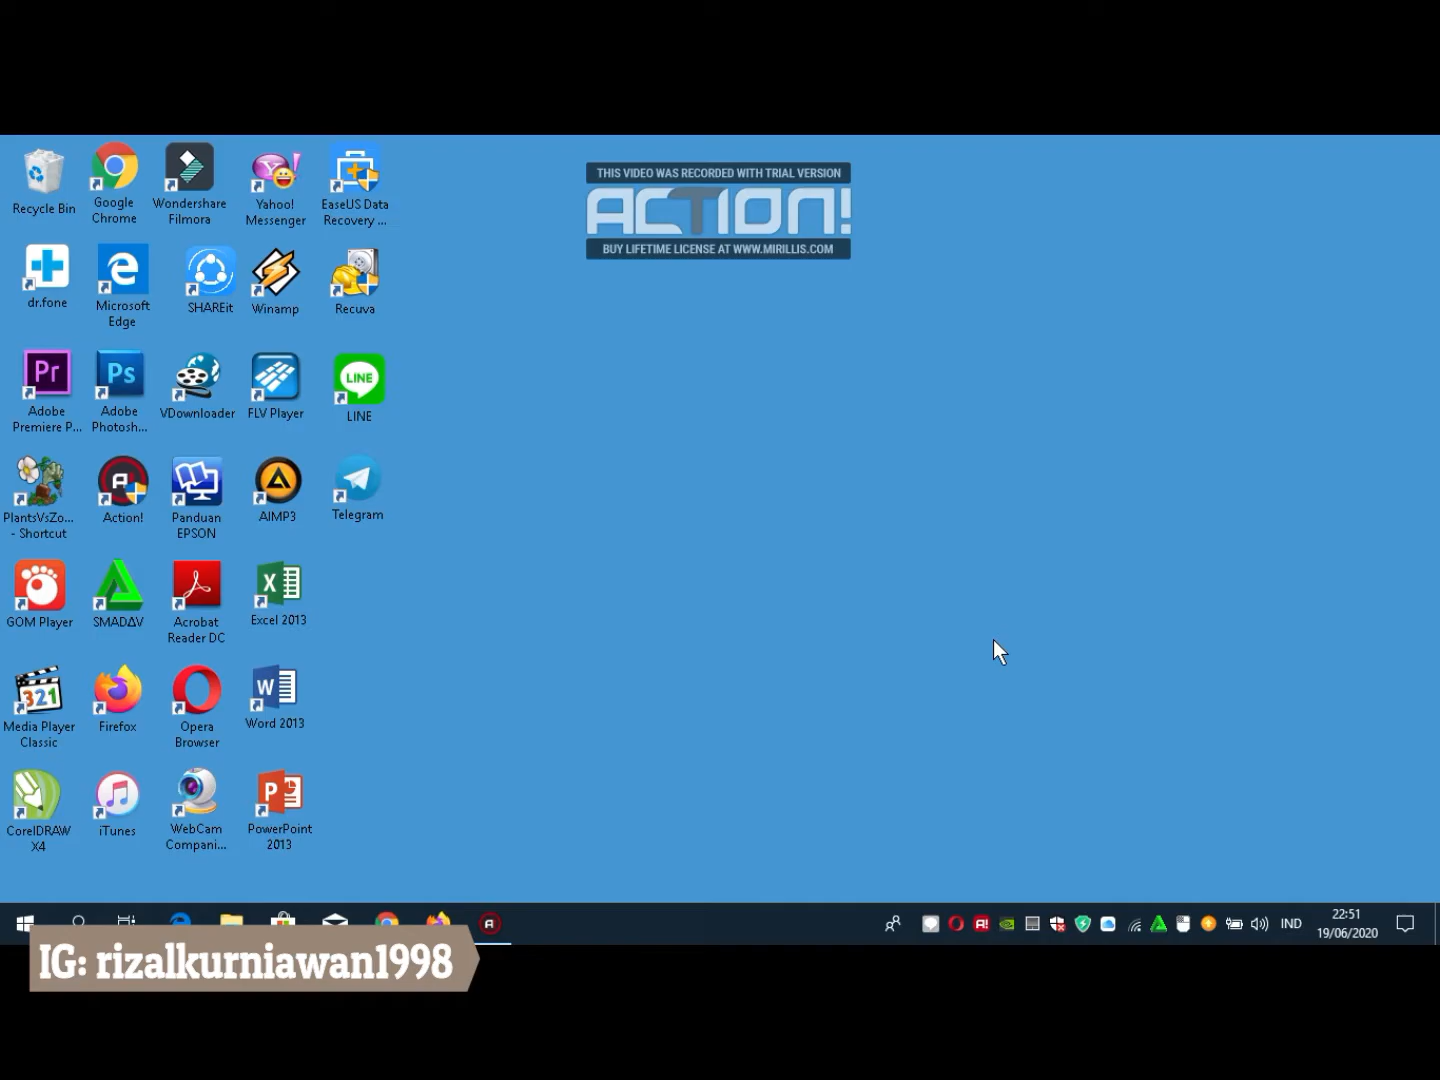 THIS VIDEO WAS RECORDED WITH TRIAL VERSION
ACTION!
BUY LIFETIME LICENSE AT WWW.MIRILLIS.COM
Recycle Bin
Google
Chrome
Wondershare
Filmora
Yahoo!
Messenger
EaseUS Data
Recovery ...
dr.fone
Microsoft
Edge
SHAREit
Winamp
Recuva
Pr
Adobe
Premiere P...
Ps
Adobe
Photosh...
VDownloader
FLV Player
LINE
LINE
PlantsVsZo...
- Shortcut
Action!
Panduan
EPSON
AIMP3
Telegram
GOM Player
SMADΔV
Acrobat
Reader DC
Excel 2013
321
Media Player
Classic
Firefox
Opera
Browser
W
Word 2013
CorelDRAW
X4
iTunes
WebCam
Compani...
P
PowerPoint
2013
IND
22:51
19/06/2020
IG: rizalkurniawan1998